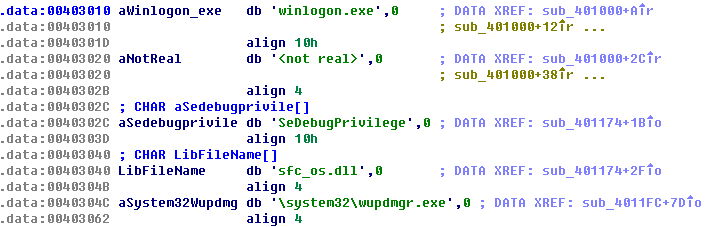 .data:00403010 aWinlogon_exe db 'winlogon.exe',0 ; DATA XREF: sub_401000+A↑r
.data:00403010 ; sub_401000+12↑r ...
.data:0040301D align 10h
.data:00403020 aNotReal db '<not real>',0 ; DATA XREF: sub_401000+2C↑r
.data:00403020 ; sub_401000+38↑r ...
.data:0040302B align 4
.data:0040302C ; CHAR aSedebugprivile[]
.data:0040302C aSedebugprivile db 'SeDebugPrivilege',0 ; DATA XREF: sub_401174+1B↑o
.data:0040303D align 10h
.data:00403040 ; CHAR LibFileName[]
.data:00403040 LibFileName db 'sfc_os.dll',0 ; DATA XREF: sub_401174+2F↑o
.data:0040304B align 4
.data:0040304C aSystem32Wupdmg db '\system32\wupdmgr.exe',0 ; DATA XREF: sub_4011FC+7D↑o
.data:00403062 align 4